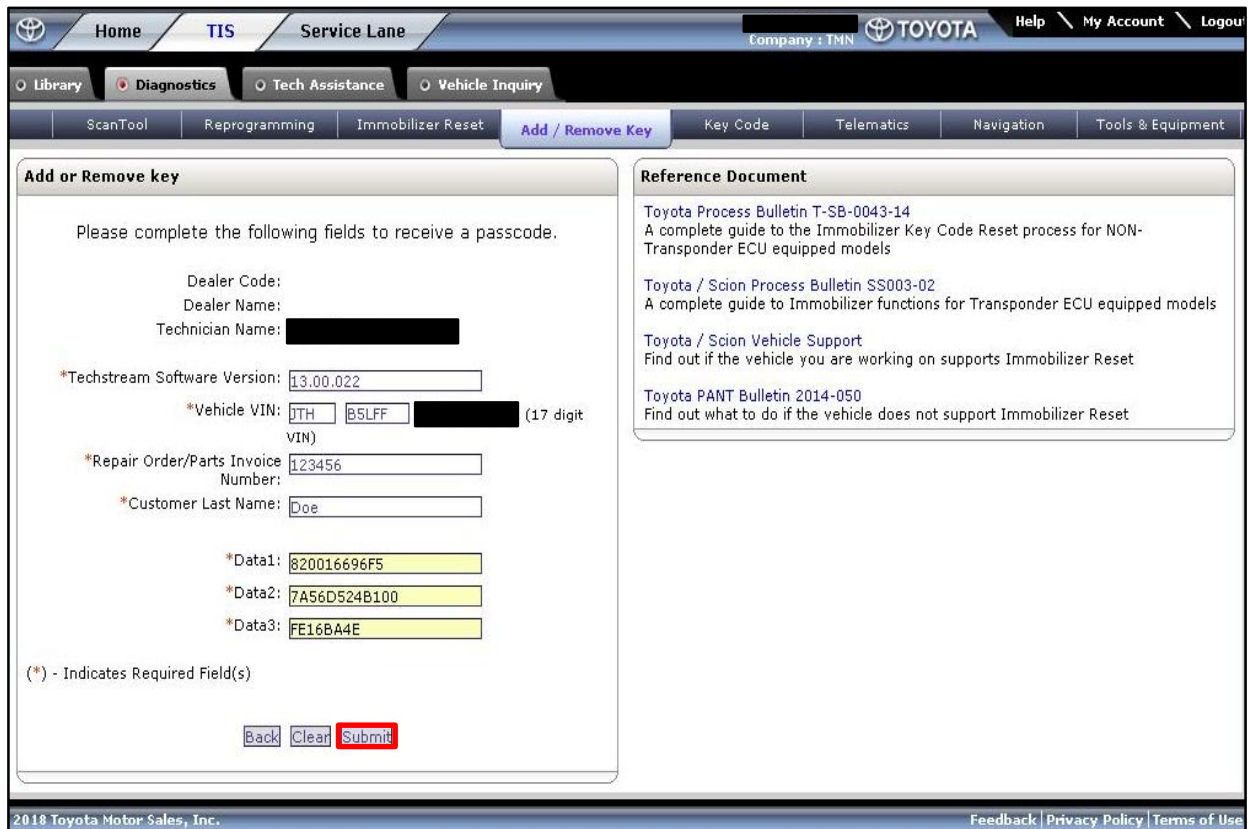 Home TIS Service Lane
Company : TMN TOYOTA Help My Account Logout
Library Diagnostics Tech Assistance Vehicle Inquiry
ScanTool Reprogramming Immobilizer Reset Add / Remove Key Key Code Telematics Navigation Tools & Equipment
Add or Remove key
Please complete the following fields to receive a passcode.
Dealer Code:
Dealer Name:
Technician Name:
*Techstream Software Version: 13.00.022
*Vehicle VIN: JTH B5LFF (17 digit
VIN)
*Repair Order/Parts Invoice 123456
Number:
*Customer Last Name: Doe
*Data1: 820016696F5
*Data2: 7A56D524B100
*Data3: FE16BA4E
(*) - Indicates Required Field(s)
Back Clear Submit
Reference Document
Toyota Process Bulletin T-SB-0043-14
A complete guide to the Immobilizer Key Code Reset process for NON-
Transponder ECU equipped models
Toyota / Scion Process Bulletin SS003-02
A complete guide to Immobilizer functions for Transponder ECU equipped models
Toyota / Scion Vehicle Support
Find out if the vehicle you are working on supports Immobilizer Reset
Toyota PANT Bulletin 2014-050
Find out what to do if the vehicle does not support Immobilizer Reset
2018 Toyota Motor Sales, Inc. Feedback | Privacy Policy | Terms of Use